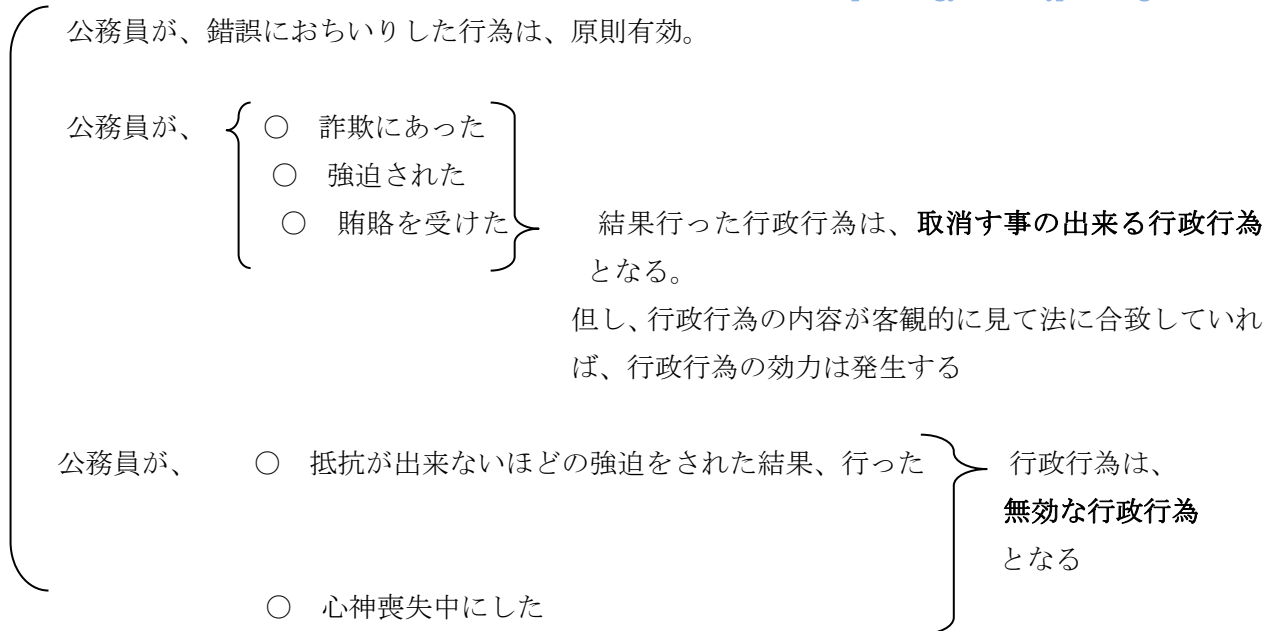 公務員が、錯誤におちいりした行為は、原則有効。
公務員が、 ○ 詐欺にあった
○ 強迫された
○ 賄賂を受けた 結果行った行政行為は、取消す事の出来る行政行為
となる。
但し、行政行為の内容が客観的に見て法に合致していれ
ば、行政行為の効力は発生する
公務員が、 ○ 抵抗が出来ないほどの強迫をされた結果、行った 行政行為は、
無効な行政行為
となる
○ 心神喪失中にした